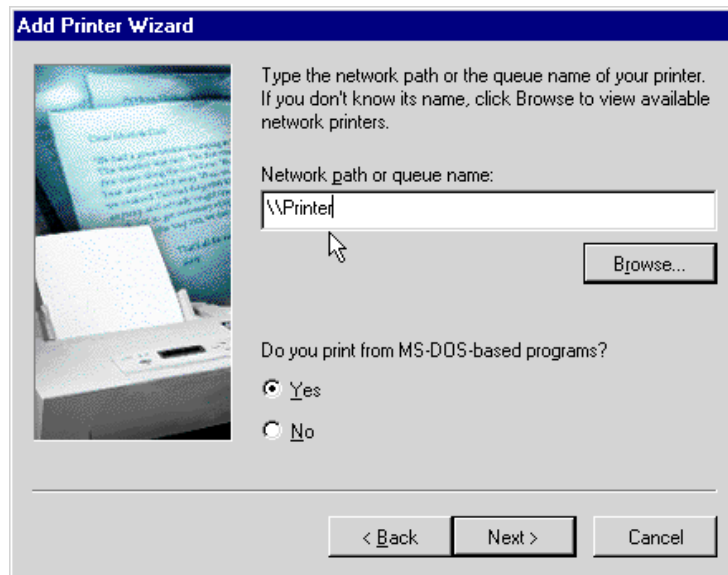 Add Printer Wizard
Type the network path or the queue name of your printer.
If you don't know its name, click Browse to view available
network printers.
Network path or queue name:
\\Printer
Browse...
Do you print from MS-DOS-based programs?
Yes
No
< Back
Next >
Cancel